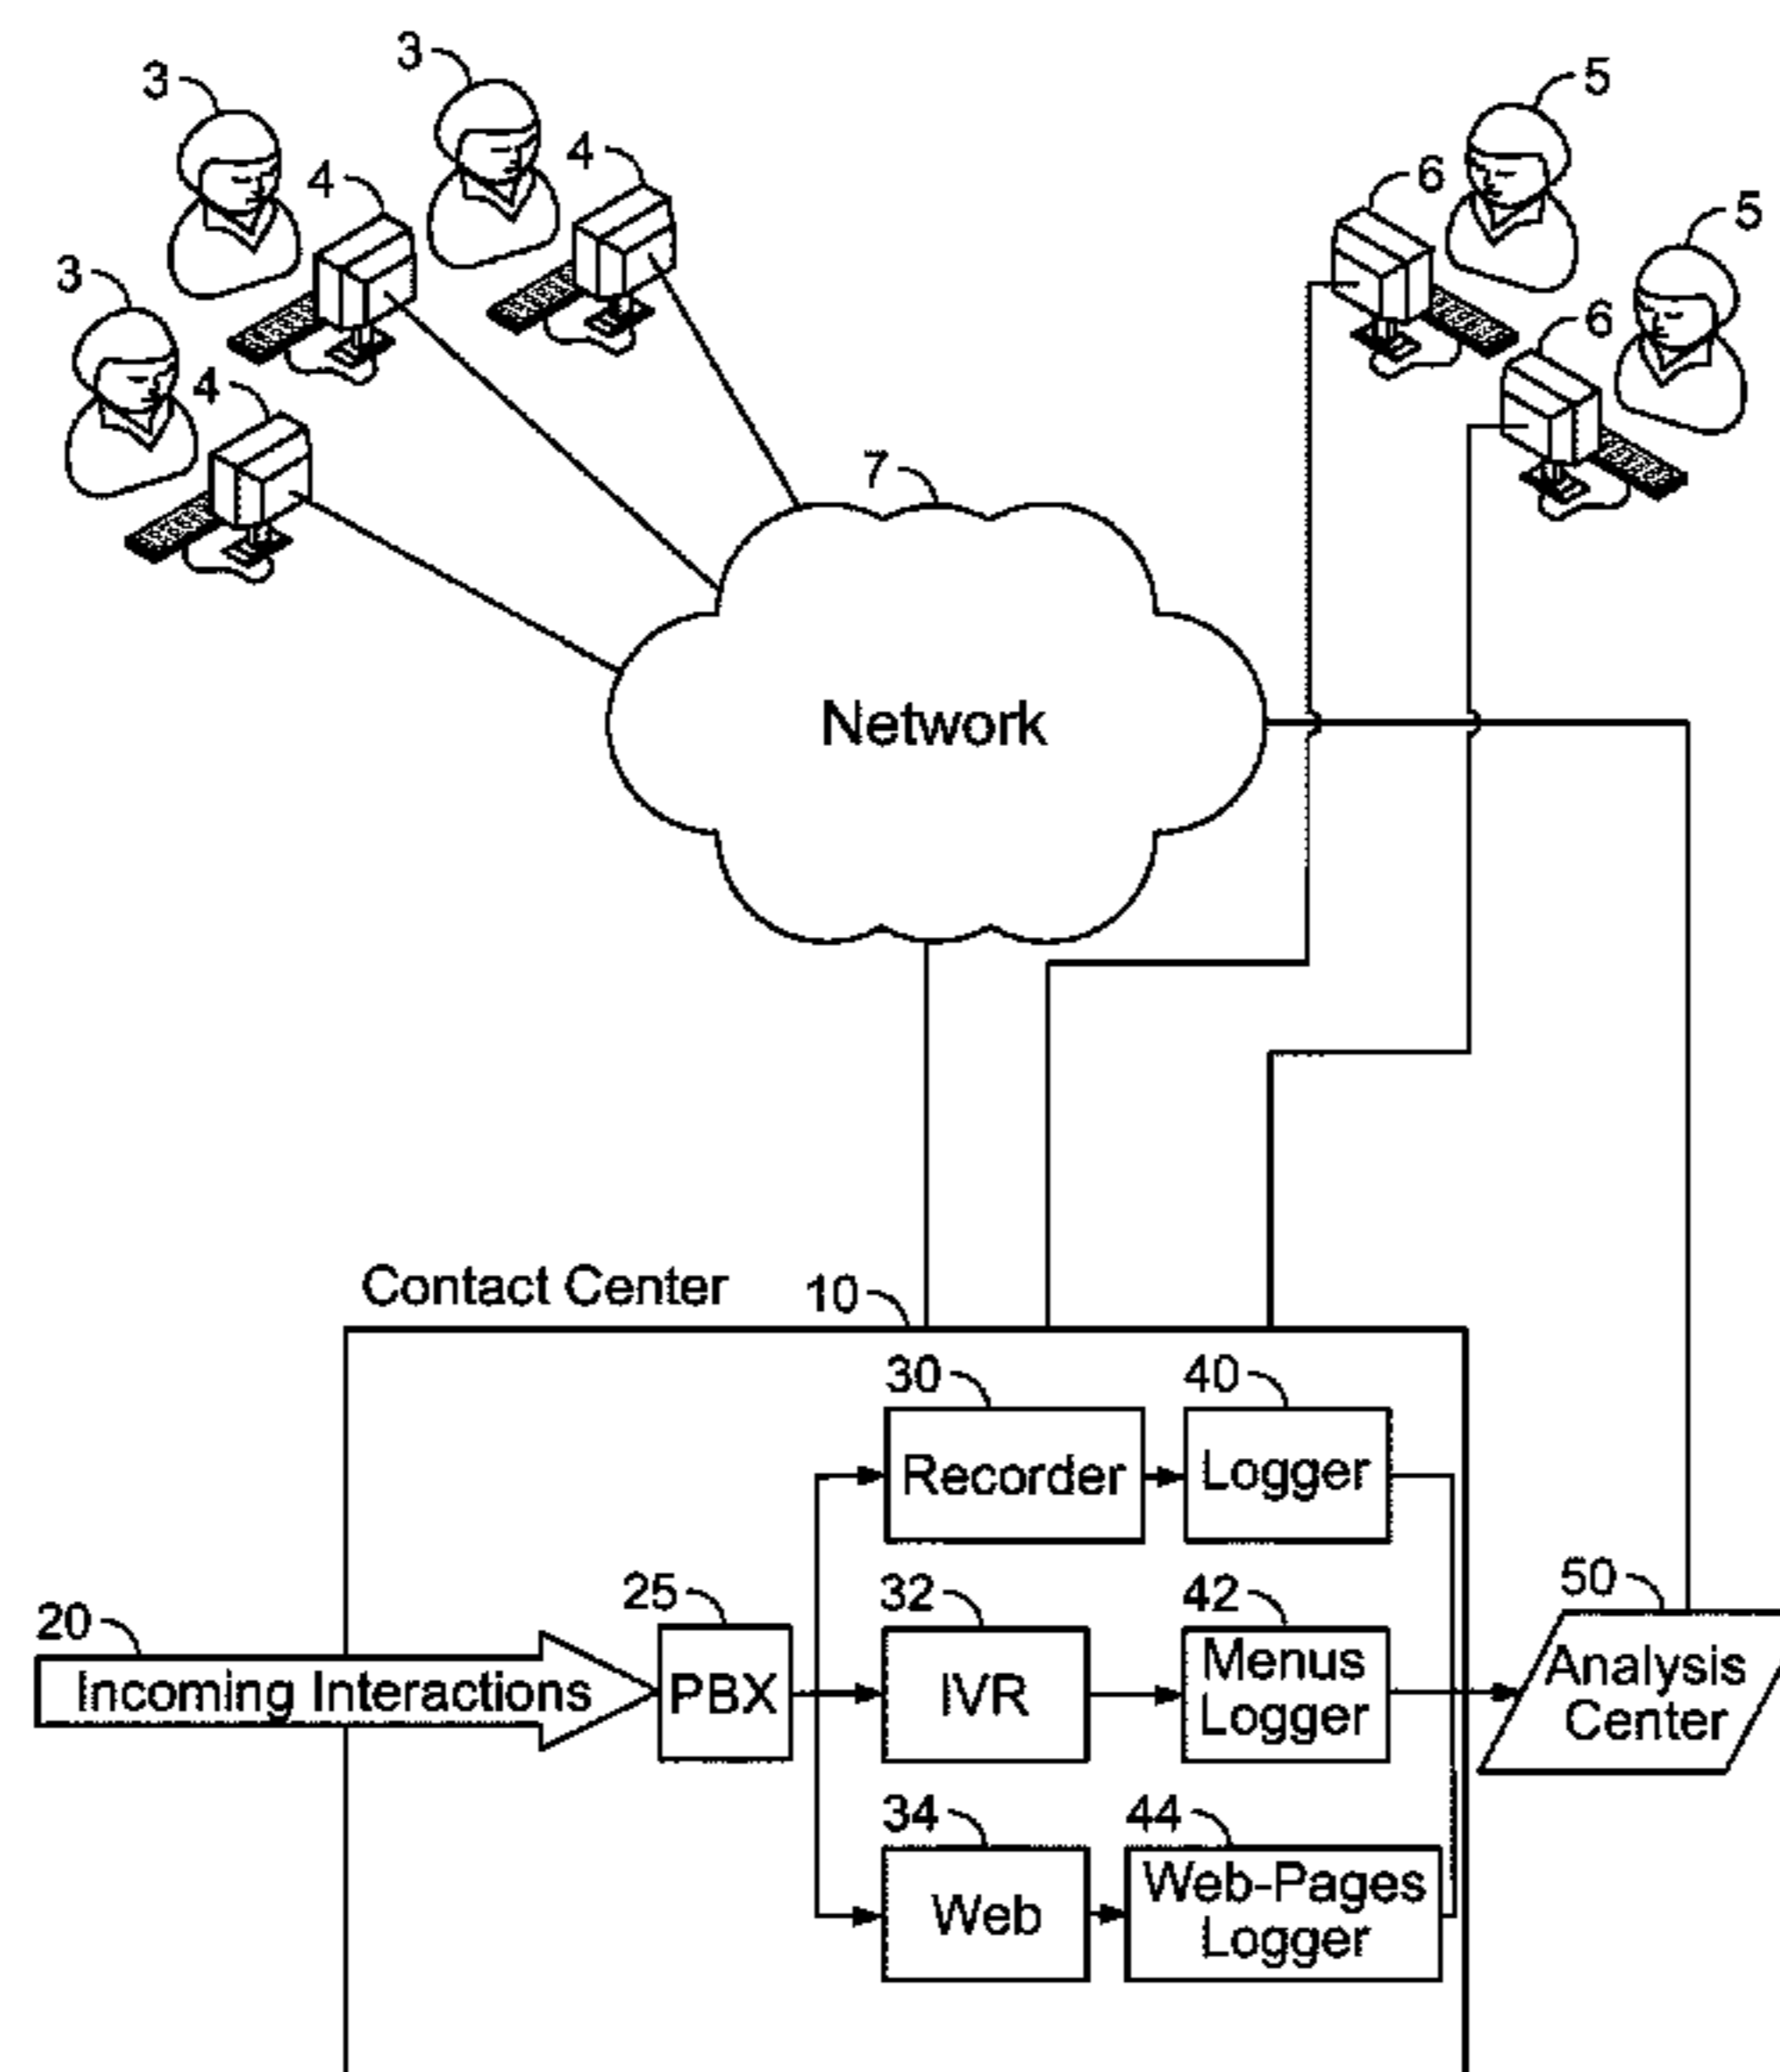 3
3
5
4
4
6
5
3
6
4
7
Network
Contact Center
10
30
40
Recorder
Logger
25
32
42
50
20
Incoming Interactions
PBX
IVR
Menus
Logger
Analysis
Center
34
44
Web
Web-Pages
Logger